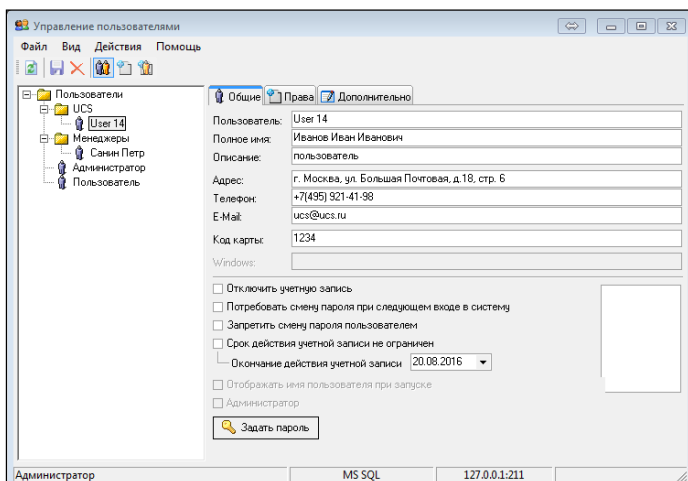 Управление пользователями
Файл Вид Действия Помощь
Пользователи
UCS
User 14
Менеджеры
Санин Петр
Администратор
Пользователь
Общие Права Дополнительно
Пользователь: User 14
Полное имя: Иванов Иван Иванович
Описание: пользователь
Адрес: г. Москва, ул. Большая Почтовая, д.18, стр. 6
Телефон: +7(495) 921-41-98
E-Mail: ucs@ucs.ru
Код карты: 1234
Windows:
Отключить учетную запись
Потребовать смену пароля при следующем входе в систему
Запретить смену пароля пользователем
Срок действия учетной записи не ограничен
Окончание действия учетной записи 20.08.2016
Отображать имя пользователя при запуске
Администратор
Задать пароль
Администратор MS SQL 127.0.0.1:211